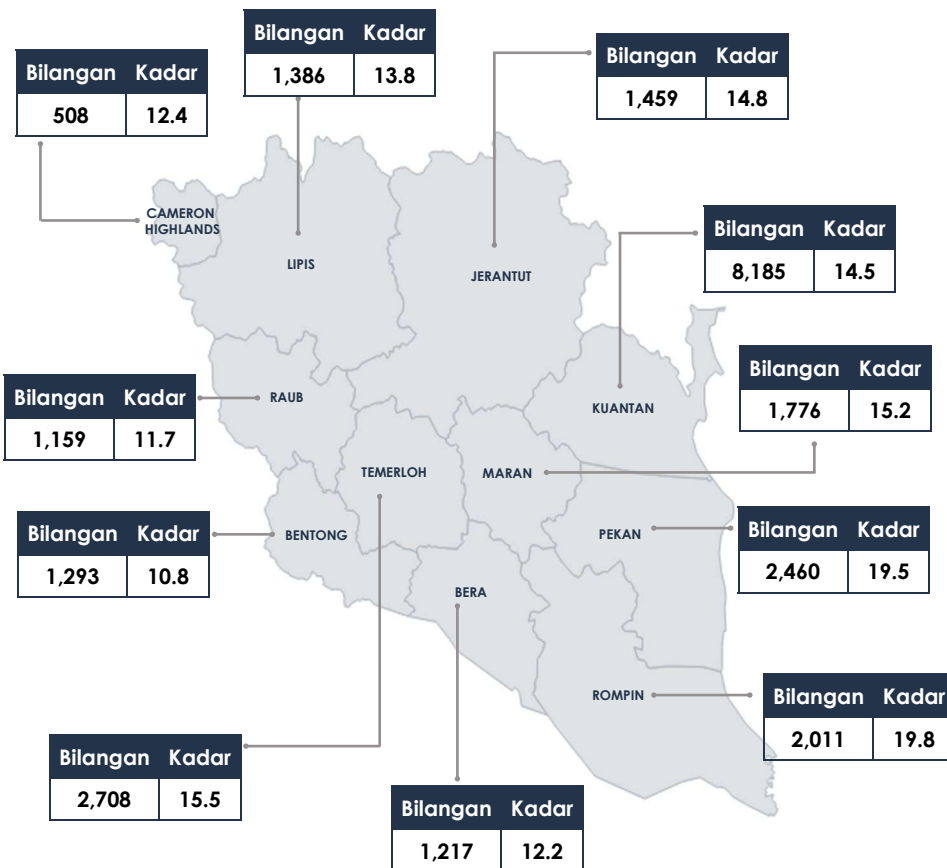 Bilangan Kadar
1,386 13.8
Bilangan Kadar
1,459 14.8
Bilangan Kadar
508 12.4
CAMERON
HIGHLANDS
LIPIS
JERANTUT
Bilangan Kadar
8,185 14.5
Bilangan Kadar
1,776 15.2
Bilangan Kadar
1,159 11.7
RAUB
KUANTAN
TEMERLOH
MARAN
Bilangan Kadar
1,293 10.8
BENTONG
PEKAN
Bilangan Kadar
2,460 19.5
BERA
ROMPIN
Bilangan Kadar
2,011 19.8
Bilangan Kadar
2,708 15.5
Bilangan Kadar
1,217 12.2